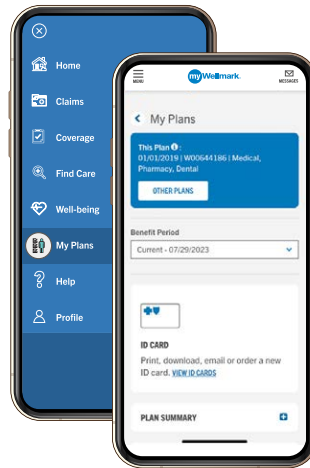 Home
Claims
Coverage
Find Care
Well-being
My Plans
Help
Profile
MENU
myWellmark.
MESSAGES
My Plans
This Plan:
01/01/2019 | W00644186 | Medical,
Pharmacy, Dental
OTHER PLANS
Benefit Period
Current - 07/29/2023
ID CARD
Print, download, email or order a new
ID card. VIEW ID CARDS
PLAN SUMMARY